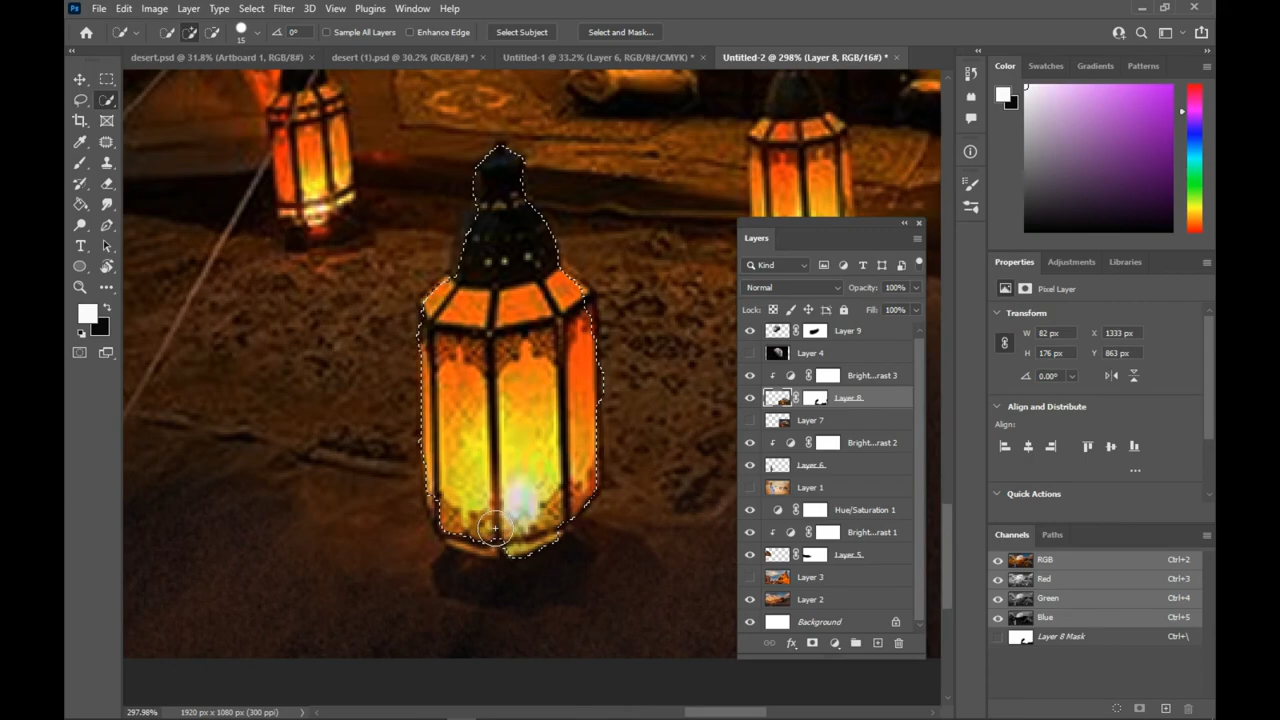 Ps File Edit Image Layer Type Select Filter 3D View Plugins Window Help
15 0° Sample All Layers Enhance Edge Select Subject Select and Mask...
desert.psd @ 31.8% (Artboard 1, RGB/8#) × desert (1).psd @ 30.2% (RGB/8#) * × Untitled-1 @ 33.2% (Layer 6, RGB/8#/CMYK) * × Untitled-2 @ 298% (Layer 8, RGB/16#) * ×
Color Swatches Gradients Patterns
Layers
Kind
Normal Opacity: 100%
Lock: Fill: 100%
Layer 9
Layer 4
Bright...rast 3
Layer 8
Layer 7
Bright...rast 2
Layer 6
Layer 1
Hue/Saturation 1
Bright...rast 1
Layer 5
Layer 3
Layer 2
Background
Properties Adjustments Libraries
Pixel Layer
Transform
W 82 px X 1333 px
H 176 px Y 863 px
0.00°
Align and Distribute
Align:
...
Quick Actions
Channels Paths
RGB Ctrl+2
Red Ctrl+3
Green Ctrl+4
Blue Ctrl+5
Layer 8 Mask Ctrl+\
297.98% 1920 px x 1080 px (300 ppi)